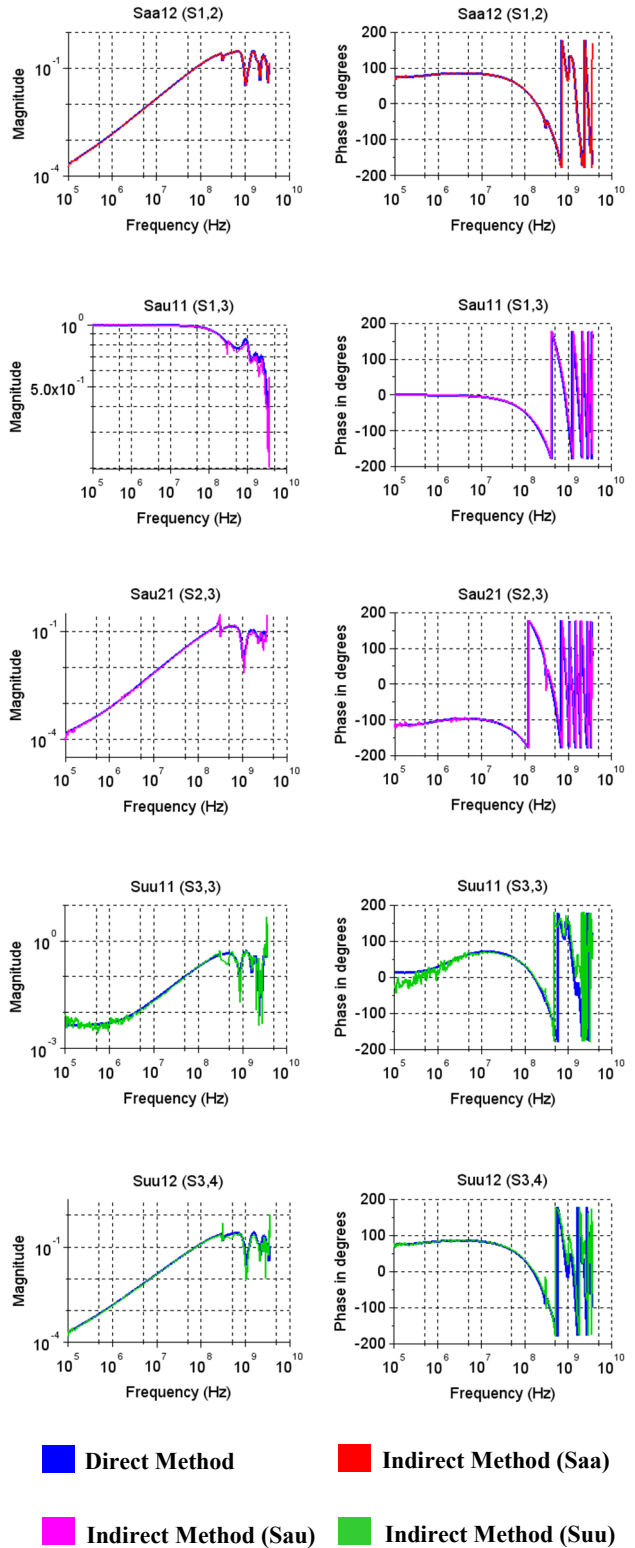 Saa12 (S1,2)
Magnitude
10^-1
10^-4
10^5 10^6 10^7 10^8 10^9 10^10
Frequency (Hz)
Saa12 (S1,2)
Phase in degrees
200
100
0
-100
-200
10^5 10^6 10^7 10^8 10^9 10^10
Frequency (Hz)
Sau11 (S1,3)
Magnitude
10^0
5.0x10^-1
10^5 10^6 10^7 10^8 10^9 10^10
Frequency (Hz)
Sau11 (S1,3)
Phase in degrees
200
100
0
-100
-200
10^5 10^6 10^7 10^8 10^9 10^10
Frequency (Hz)
Sau21 (S2,3)
Magnitude
10^-1
10^-4
10^5 10^6 10^7 10^8 10^9 10^10
Frequency (Hz)
Sau21 (S2,3)
Phase in degrees
200
100
0
-100
-200
10^5 10^6 10^7 10^8 10^9 10^10
Frequency (Hz)
Suu11 (S3,3)
Magnitude
10^0
10^-3
10^5 10^6 10^7 10^8 10^9 10^10
Frequency (Hz)
Suu11 (S3,3)
Phase in degrees
200
100
0
-100
-200
10^5 10^6 10^7 10^8 10^9 10^10
Frequency (Hz)
Suu12 (S3,4)
Magnitude
10^-1
10^-4
10^5 10^6 10^7 10^8 10^9 10^10
Frequency (Hz)
Suu12 (S3,4)
Phase in degrees
200
100
0
-100
-200
10^5 10^6 10^7 10^8 10^9 10^10
Frequency (Hz)
Direct Method
Indirect Method (Saa)
Indirect Method (Sau)
Indirect Method (Suu)